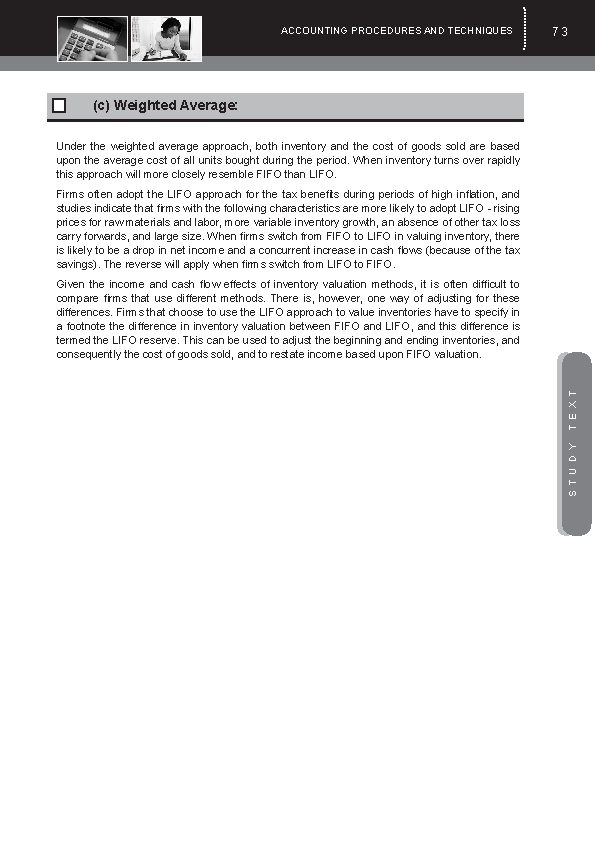 ACCOUNTING PROCEDURES AND TECHNIQUES 73
(c) Weighted Average:
Under the weighted average approach, both inventory and the cost of goods sold are based
upon the average cost of all units bought during the period. When inventory turns over rapidly
this approach will more closely resemble FIFO than LIFO.
Firms often adopt the LIFO approach for the tax benefits during periods of high inflation, and
studies indicate that firms with the following characteristics are more likely to adopt LIFO - rising
prices for raw materials and labor, more variable inventory growth, an absence of other tax loss
carry forwards, and large size. When firms switch from FIFO to LIFO in valuing inventory, there
is likely to be a drop in net income and a concurrent increase in cash flows (because of the tax
savings). The reverse will apply when firms switch from LIFO to FIFO.
Given the income and cash flow effects of inventory valuation methods, it is often difficult to
compare firms that use different methods. There is, however, one way of adjusting for these
differences. Firms that choose to use the LIFO approach to value inventories have to specify in
a footnote the difference in inventory valuation between FIFO and LIFO, and this difference is
termed the LIFO reserve. This can be used to adjust the beginning and ending inventories, and
consequently the cost of goods sold, and to restate income based upon FIFO valuation.
STUDY TEXT